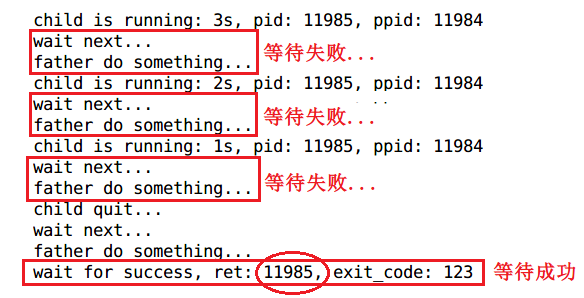 child is running: 3s, pid: 11985, ppid: 11984
wait next...
father do something... 等待失败...
child is running: 2s, pid: 11985, ppid: 11984
wait next...
father do something... 等待失败...
child is running: 1s, pid: 11985, ppid: 11984
wait next...
father do something... 等待失败...
child quit...
wait next...
father do something...
wait for success, ret: 11985, exit_code: 123 等待成功